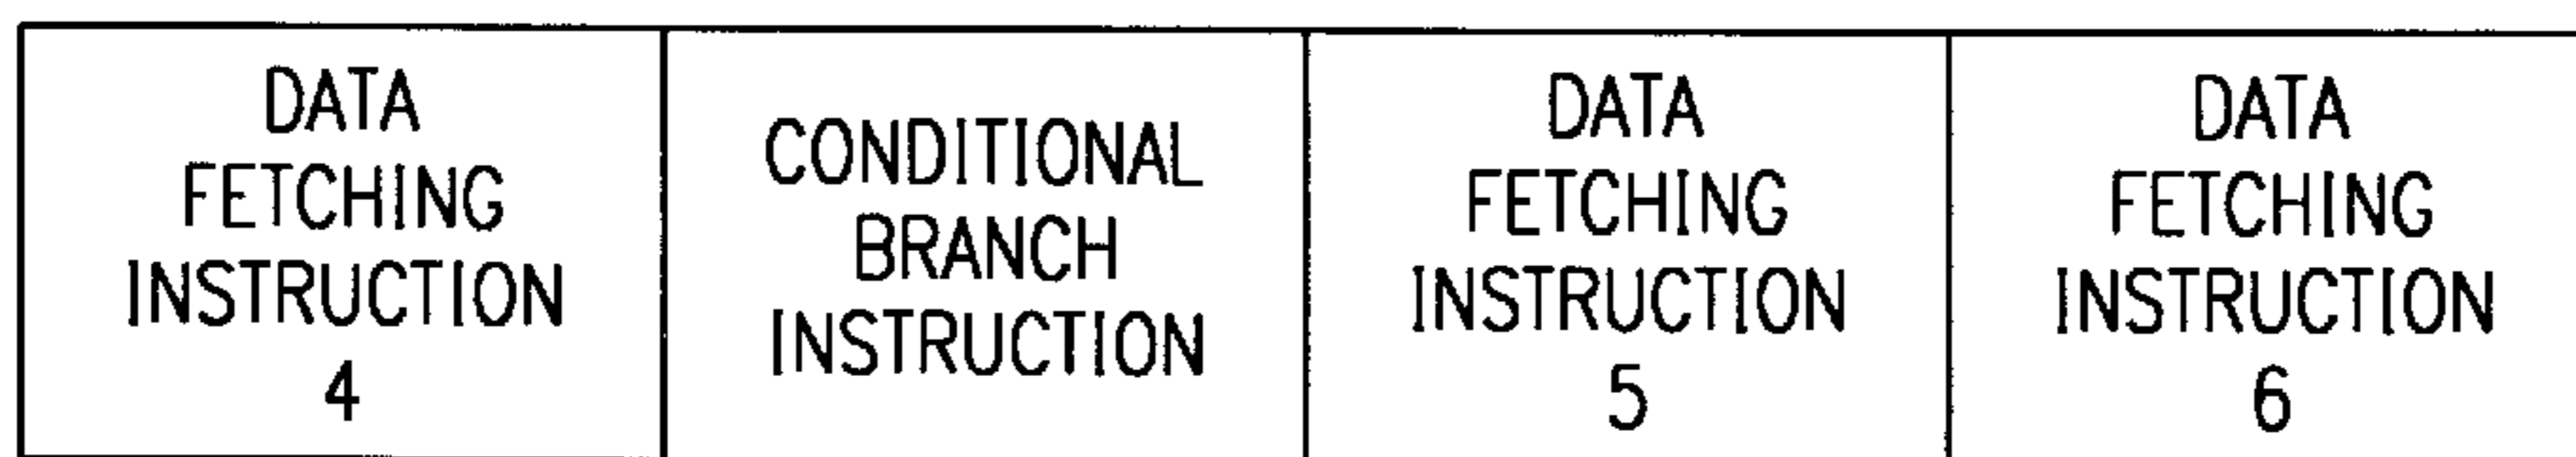 DATA
FETCHING
INSTRUCTION
4
CONDITIONAL
BRANCH
INSTRUCTION
DATA
FETCHING
INSTRUCTION
5
DATA
FETCHING
INSTRUCTION
6